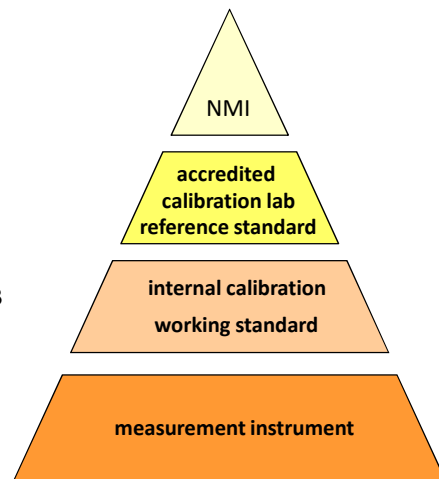 NMI
accredited
calibration lab
reference standard
internal calibration
working standard
measurement instrument